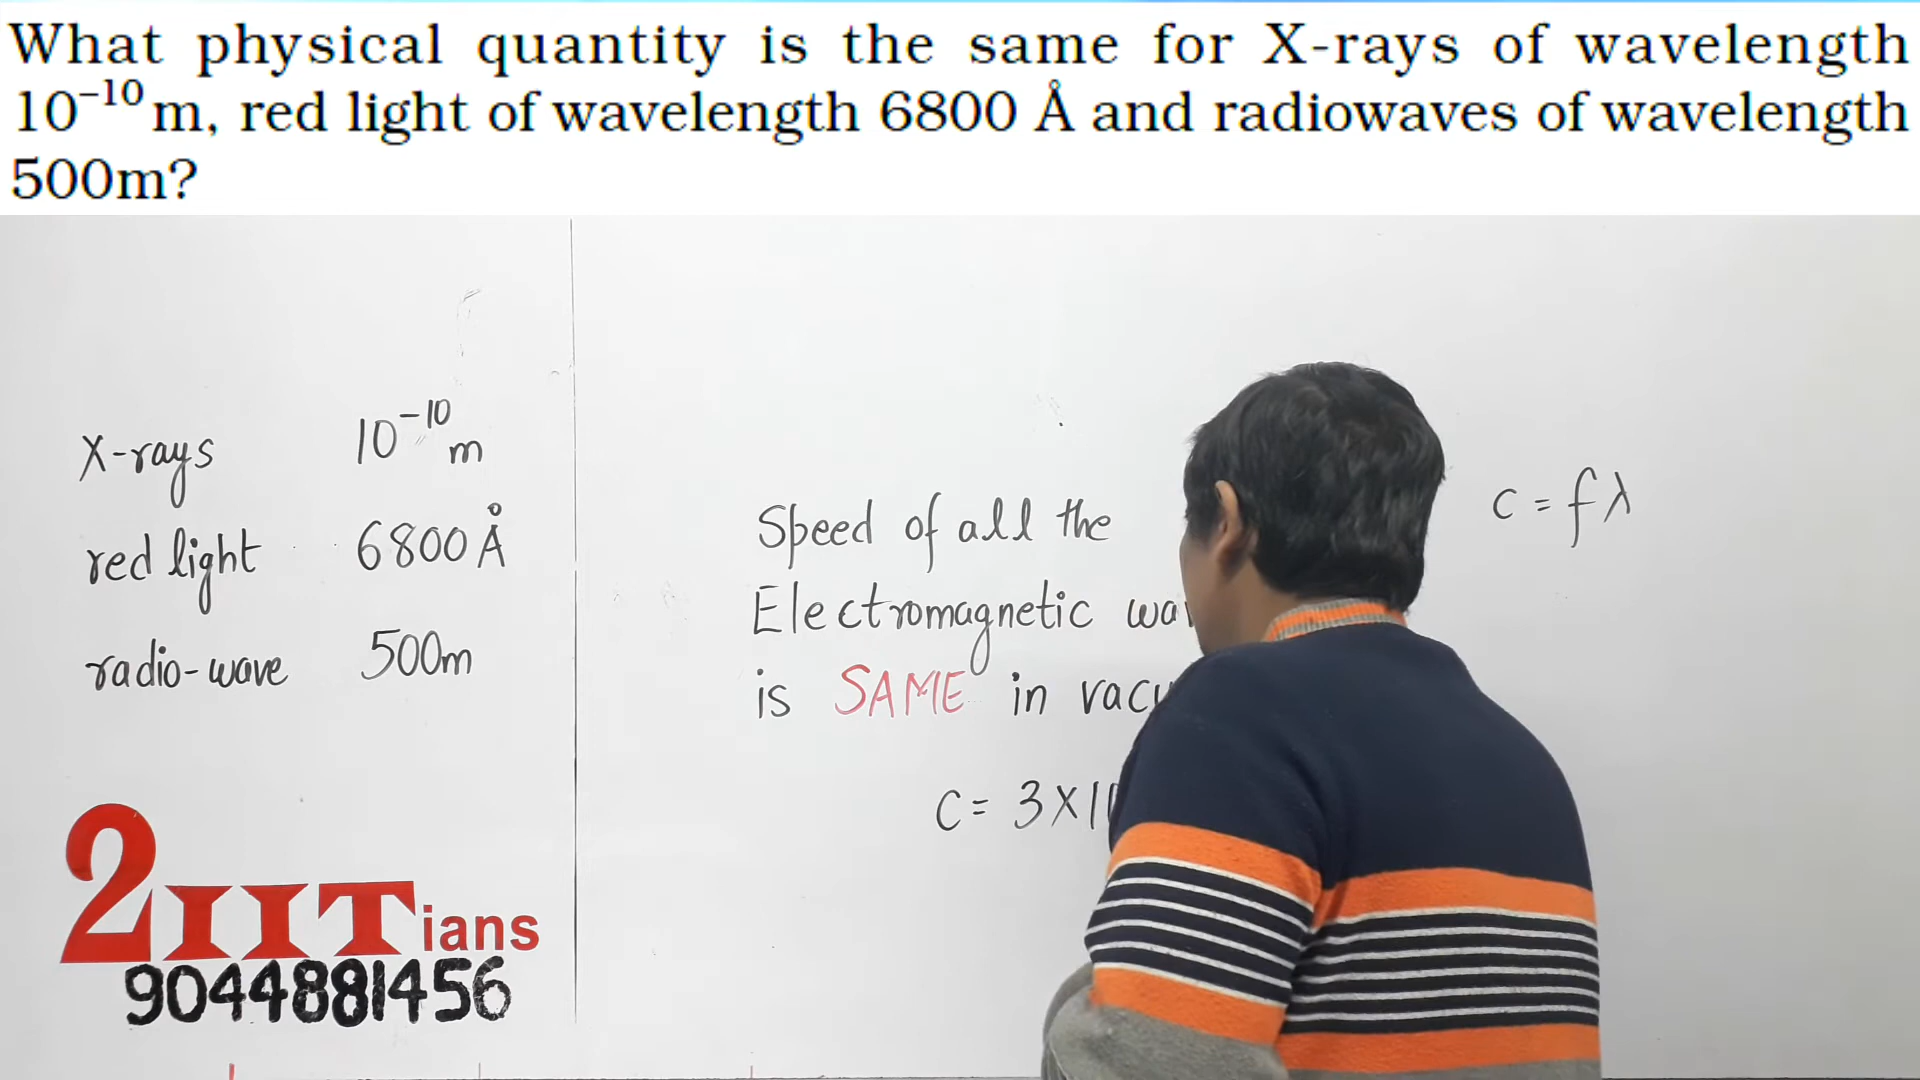 What physical quantity is the same for X-rays of wavelength
10⁻¹⁰ m, red light of wavelength 6800 Å and radiowaves of wavelength
500m?
X-rays 10⁻¹⁰ m
red light 6800 Å
radio-wave 500m
Speed of all the
Electromagnetic
is SAME in
C = 3 X
c = fλ
2IITians
9044881456